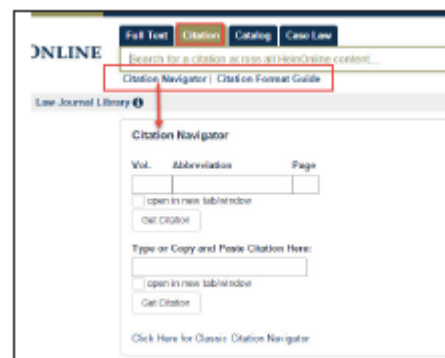 Full Text Citation Catalog Case Law
ONLINE
Search for a citation across all HeinOnline content...
Citation Navigator | Citation Format Guide
Law Journal Library
Citation Navigator
Vol. Abbreviation Page
open in new tab/window
Get Citation
Type or Copy and Paste Citation Here:
open in new tab/window
Get Citation
Click Here for Classic Citation Navigator